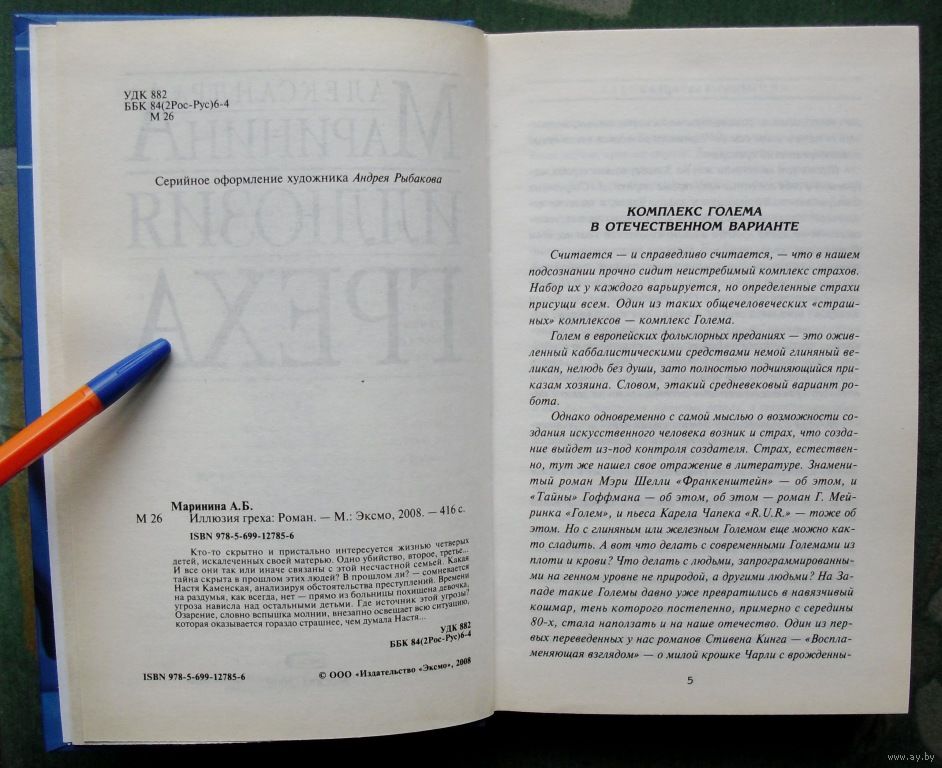 УДК 882
ББК 84(2Рос-Рус)6-4
М 26
Серийное оформление художника Андрея Рыбакова
АЛЕКСАНДРА
МАРИНИНА
ИЛЛЮЗИЯ
ГРЕХА
Маринина А.Б.
М 26 Иллюзия греха: Роман. — М.: Эксмо, 2008. — 416 с.
ISBN 978-5-699-12785-6
Кто-то скрытно и пристально интересуется жизнью четверых
детей, искалеченных своей матерью. Одно убийство, второе, третье...
И все они так или иначе связаны с этой несчастной семьей. Какая
тайна скрыта в прошлом этих людей? В прошлом ли? — сомневается
Настя Каменская, анализируя обстоятельства преступлений. Времени
на раздумья, как всегда, нет — прямо из больницы похищена девочка,
угроза нависла над остальными детьми. Где источник этой угрозы?
Озарение, словно вспышка молнии, внезапно освещает всю ситуацию,
которая оказывается гораздо страшнее, чем думала Настя...
УДК 882
ББК 84(2Рос-Рус)6-4
ISBN 978-5-699-12785-6
© ООО «Издательство «Эксмо», 2008
КОМПЛЕКС ГОЛЕМА
В ОТЕЧЕСТВЕННОМ ВАРИАНТЕ
Считается — и справедливо считается, — что в нашем
подсознании прочно сидит неистребимый комплекс страхов.
Набор их у каждого варьируется, но определенные страхи
присущи всем. Один из таких общечеловеческих «страш-
ных» комплексов — комплекс Голема.
Голем в европейских фольклорных преданиях — это ожив-
ленный каббалистическими средствами немой глиняный ве-
ликан, нелюдь без души, зато полностью подчиняющийся при-
казам хозяина. Словом, этакий средневековый вариант ро-
бота.
Однако одновременно с самой мыслью о возможности со-
здания искусственного человека возник и страх, что созда-
ние выйдет из-под контроля создателя. Страх, естествен-
но, тут же нашел свое отражение в литературе. Знамени-
тый роман Мэри Шелли «Франкенштейн» — об этом, и
«Тайны» Гоффмана — об этом, об этом — роман Г. Мей-
ринка «Голем», и пьеса Карела Чапека «R.U.R.» — тоже об
этом. Но с глиняным или железным Големом еще можно как-
то сладить. А вот что делать с современными Големами из
плоти и крови? Что делать с людьми, запрограммированны-
ми на генном уровне не природой, а другими людьми? На За-
паде такие Големы давно уже превратились в навязчивый
кошмар, тень которого постепенно, примерно с середины
80-х, стала наползать и на наше отечество. Один из пер-
вых переведенных у нас романов Стивена Кинга — «Воспла-
меняющая взглядом» — о милой крошке Чарли с врожденны-
5
www.ay.by